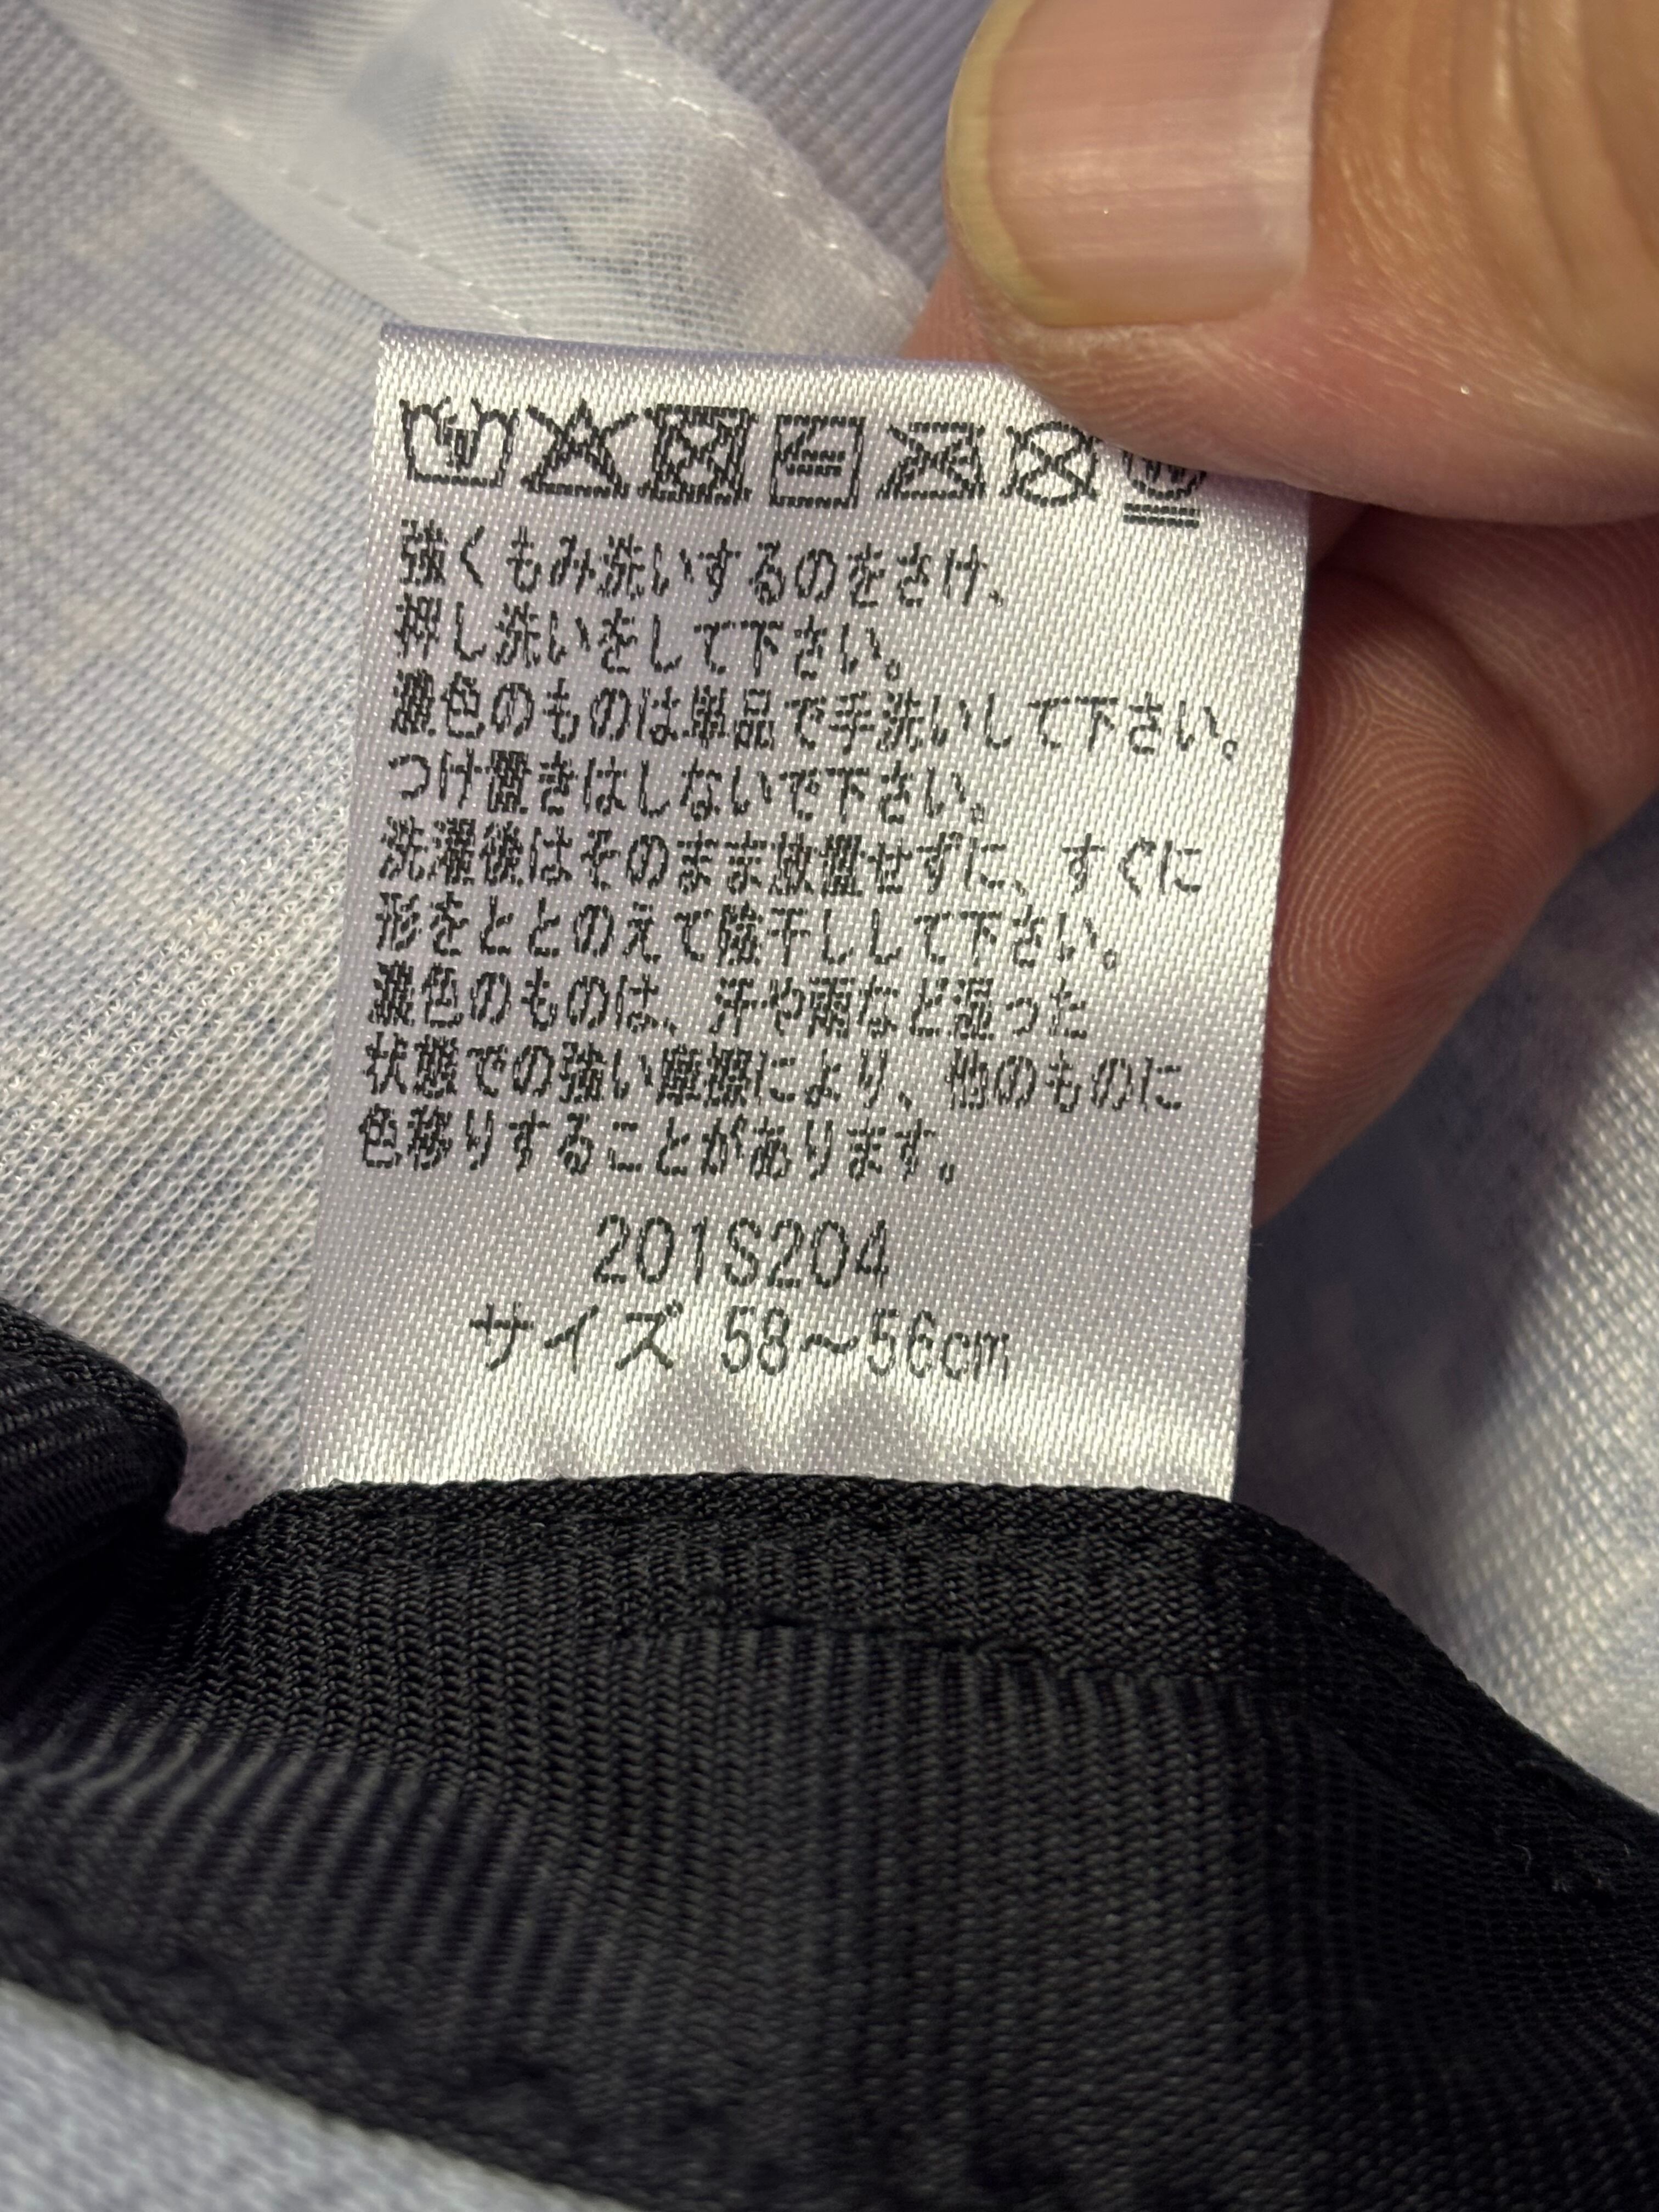 強くもみ洗いするのをさけ、
押し洗いをして下さい。
濃色のものは単品で手洗いして下さい。
つけ置きはしないで下さい。
洗濯後はそのまま放置せずに、すぐに
形をととのえて陰干しして下さい。
濃色のものは、汗や雨など湿った
状態での強い摩擦により、他のものに
色移りすることがあります。
201S204
サイズ 58〜56cm